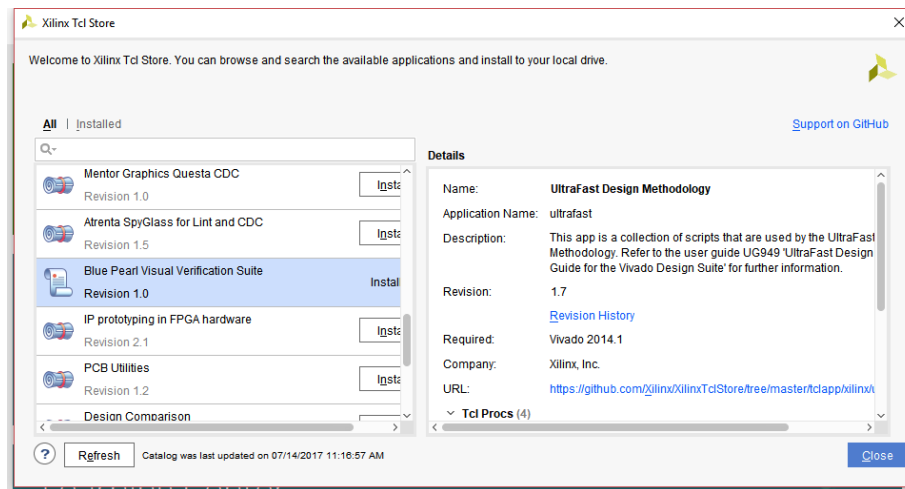 Xilinx Tcl Store
Welcome to Xilinx Tcl Store. You can browse and search the available applications and install to your local drive.
All | Installed
Support on GitHub
Mentor Graphics Questa CDC
Revision 1.0
Insta
Atrenta SpyGlass for Lint and CDC
Revision 1.5
Insta
Blue Pearl Visual Verification Suite
Revision 1.0
Instal
IP prototyping in FPGA hardware
Revision 2.1
Insta
PCB Utilities
Revision 1.2
Insta
Design Comparison
Details
Name: UltraFast Design Methodology
Application Name: ultrafast
Description: This app is a collection of scripts that are used by the UltraFast
Methodology. Refer to the user guide UG949 'UltraFast Design
Guide for the Vivado Design Suite' for further information.
Revision: 1.7
Revision History
Required: Vivado 2014.1
Company: Xilinx, Inc.
URL: https://github.com/Xilinx/XilinxTclStore/tree/master/tclapp/xilinx/u
Tcl Procs (4)
? Refresh Catalog was last updated on 07/14/2017 11:16:57 AM
Close